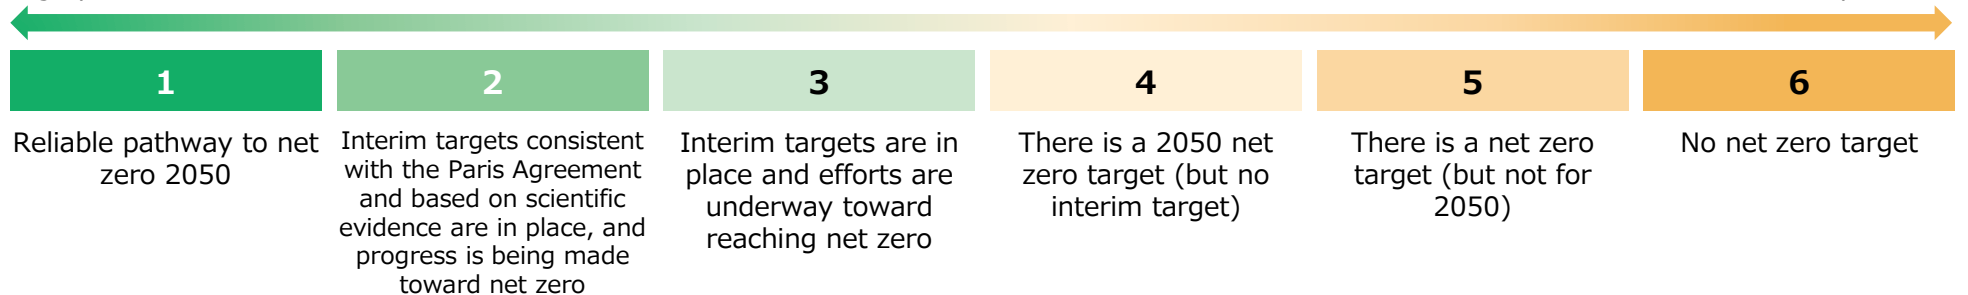 1
2
3
4
5
6
Reliable pathway to net
zero 2050
Interim targets consistent
with the Paris Agreement
and based on scientific
evidence are in place, and
progress is being made
toward net zero
Interim targets are in
place and efforts are
underway toward
reaching net zero
There is a 2050 net
zero target (but no
interim target)
There is a net zero
target (but not for
2050)
No net zero target